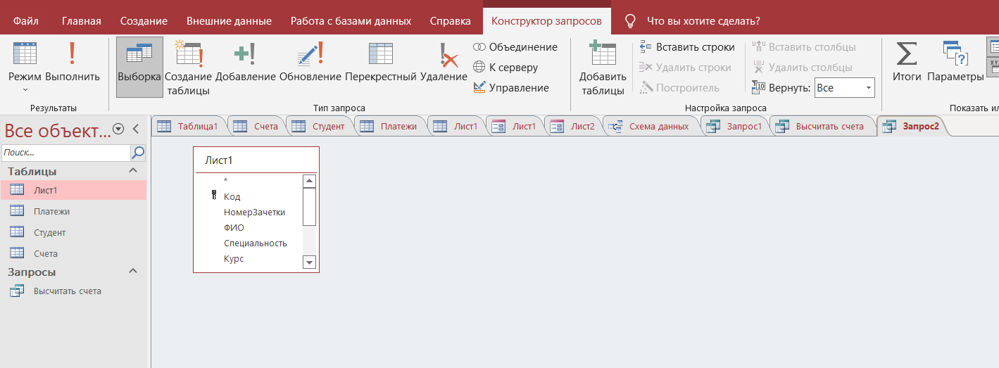 Файл Главная Создание Внешние данные Работа с базами данных Справка Конструктор запросов Что вы хотите сделать?
Режим Выполнить
Результаты
Выборка Создание таблицы Добавление Обновление Перекрестный Удаление
Объединение
К серверу
Управление
Тип запроса
Добавить таблицы
Вставить строки
Удалить строки
Построитель
Вставить столбцы
Удалить столбцы
Вернуть: Все
Настройка запроса
Итоги Параметры
Показать ил
Все объект...
Поиск...
Таблицы
Лист1
Платежи
Студент
Счета
Запросы
Высчитать счета
Таблица1 Счета Студент Платежи Лист1 Лист1 Лист2 Схема данных Запрос1 Высчитать счета Запрос2
Лист1
*
Код
НомерЗачетки
ФИО
Специальность
Курс